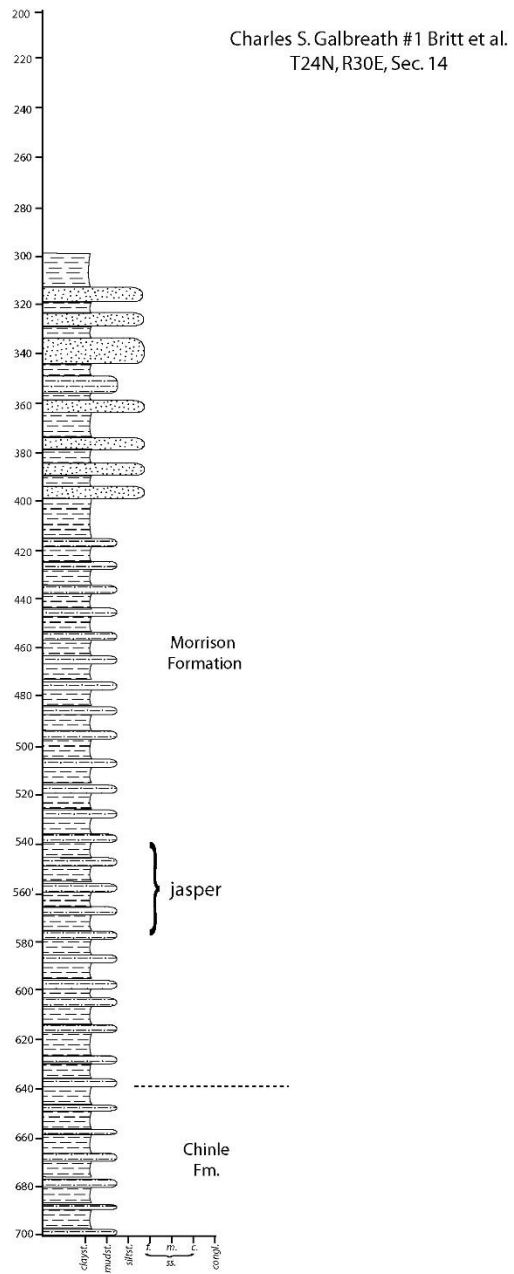 Charles S. Galbreath #1 Britt et al.
T24N, R30E, Sec. 14
200
220
240
260
280
300
320
340
360
380
400
420
440
460
480
500
520
540
560'
580
600
620
640
660
680
700
Morrison
Formation
jasper
Chinle
Fm.
clayst. mudst. siltst. f. m. c. congl.
ss.